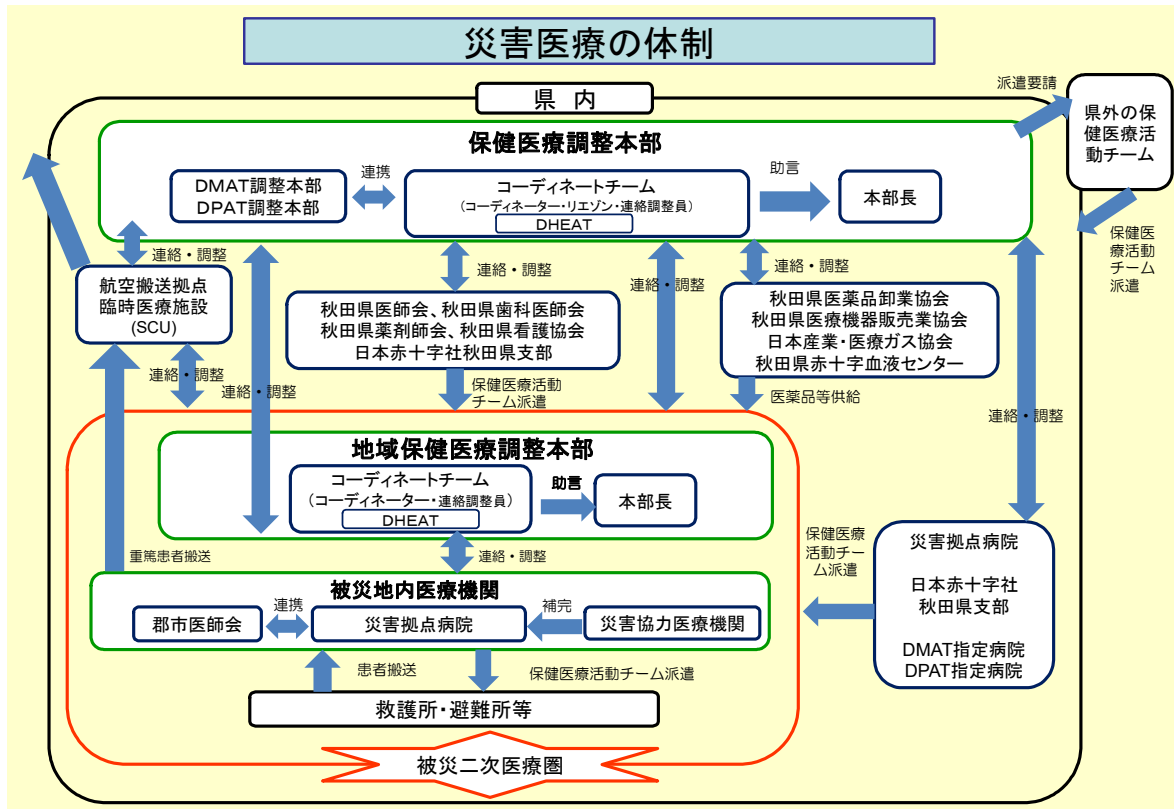 災害医療の体制
県 内
派遣要請
県外の保
健医療活
動チーム
保健医療調整本部
DMAT調整本部
DPAT調整本部
連携
コーディネートチーム
(コーディネーター・リエゾン・連絡調整員)
DHEAT
助言
本部長
保健医
療活動
チーム
派遣
連絡・調整
連絡・調整
連絡・調整
連絡・調整
航空搬送拠点
臨時医療施設
(SCU)
秋田県医師会、秋田県歯科医師会
秋田県薬剤師会、秋田県看護協会
日本赤十字社秋田県支部
秋田県医薬品卸業協会
秋田県医療機器販売業協会
日本産業・医療ガス協会
秋田県赤十字血液センター
連絡・調整
連絡・調整
保健医療活動
チーム派遣
医薬品等供給
連絡・調整
地域保健医療調整本部
コーディネートチーム
(コーディネーター・連絡調整員)
DHEAT
助言
本部長
重篤患者搬送
連絡・調整
保健医療
活動チー
ム派遣
災害拠点病院
日本赤十字社
秋田県支部
DMAT指定病院
DPAT指定病院
被災地内医療機関
郡市医師会
連携
災害拠点病院
補完
災害協力医療機関
患者搬送
保健医療活動チーム派遣
救護所・避難所等
被災二次医療圏